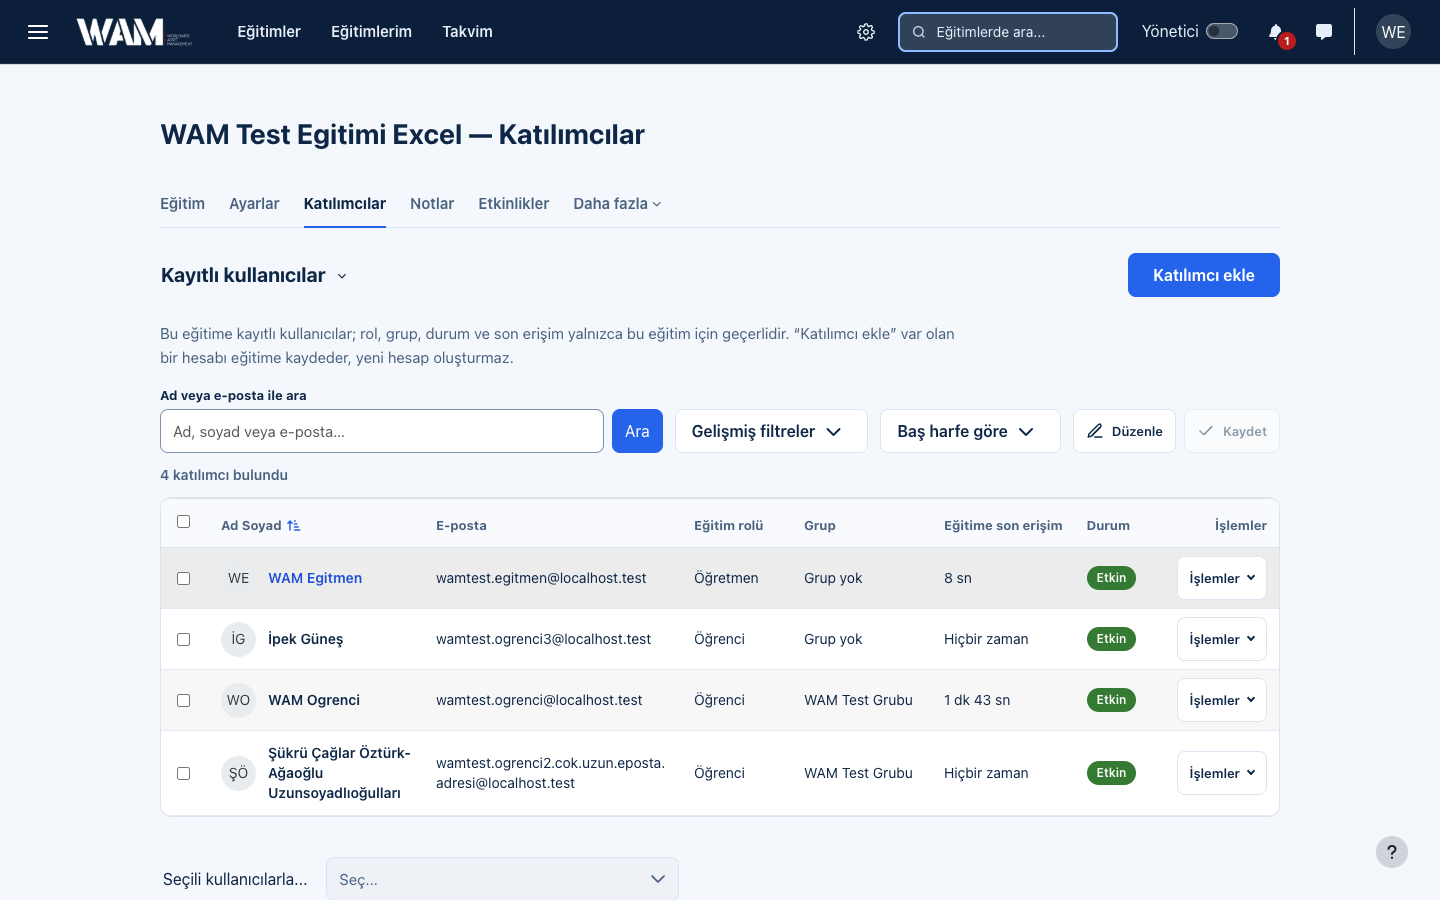 WAM
Eğitimler
Eğitimlerim
Takvim
Eğitimlerde ara...
Yönetici
1
WE
WAM Test Egitimi Excel — Katılımcılar
Eğitim
Ayarlar
Katılımcılar
Notlar
Etkinlikler
Daha fazla
Kayıtlı kullanıcılar
Katılımcı ekle
Bu eğitime kayıtlı kullanıcılar; rol, grup, durum ve son erişim yalnızca bu eğitim için geçerlidir. “Katılımcı ekle” var olan
bir hesabı eğitime kaydeder, yeni hesap oluşturmaz.
Ad veya e-posta ile ara
Ad, soyad veya e-posta...
Ara
Gelişmiş filtreler
Baş harfe göre
Düzenle
Kaydet
4 katılımcı bulundu
Ad Soyad
E-posta
Eğitim rolü
Grup
Eğitime son erişim
Durum
İşlemler
WE
WAM Egitmen
wamtest.egitmen@localhost.test
Öğretmen
Grup yok
8 sn
Etkin
İşlemler
İG
İpek Güneş
wamtest.ogrenci3@localhost.test
Öğrenci
Grup yok
Hiçbir zaman
Etkin
İşlemler
WO
WAM Ogrenci
wamtest.ogrenci@localhost.test
Öğrenci
WAM Test Grubu
1 dk 43 sn
Etkin
İşlemler
ŞÖ
Şükrü Çağlar Öztürk-
Ağaoğlu
Uzunsoyadlıoğulları
wamtest.ogrenci2.cok.uzun.eposta.
adresi@localhost.test
Öğrenci
WAM Test Grubu
Hiçbir zaman
Etkin
İşlemler
?
Seçili kullanıcılarla...
Seç...